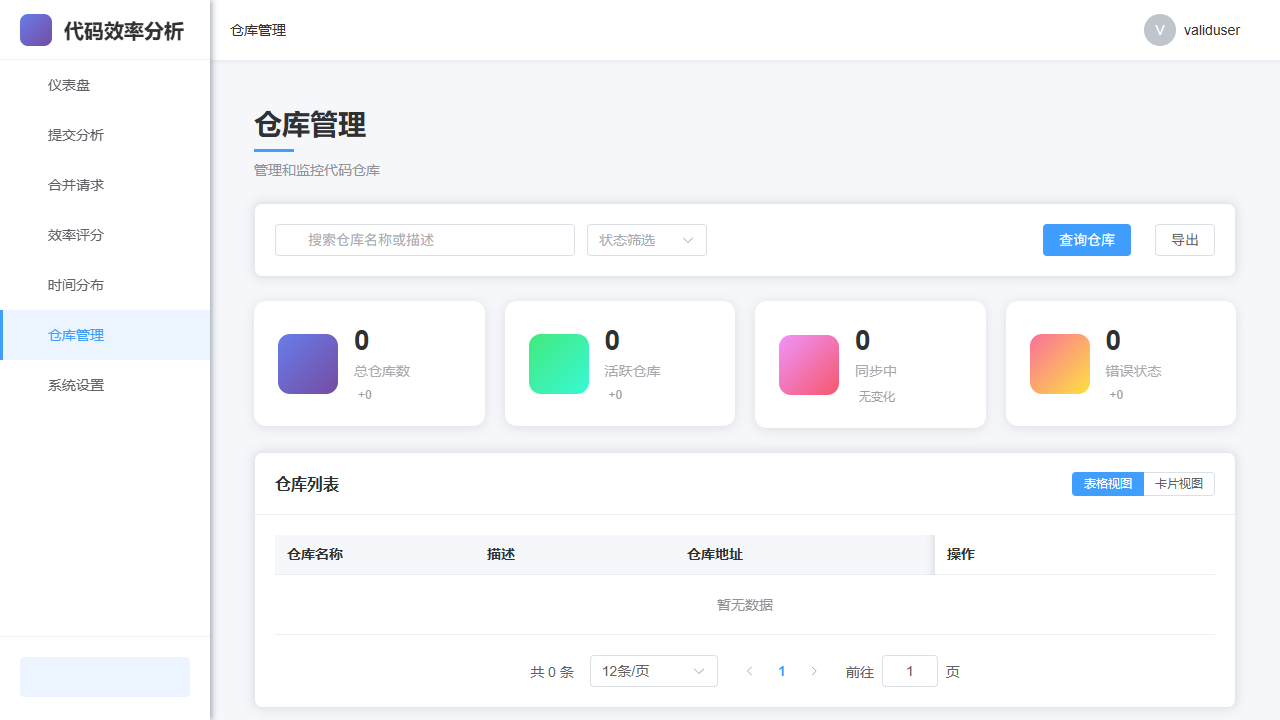 代码效率分析
仪表盘
提交分析
合并请求
效率评分
时间分布
仓库管理
系统设置
仓库管理
V validuser
仓库管理
管理和监控代码仓库
搜索仓库名称或描述 状态筛选 查询仓库 导出
0
总仓库数
+0
0
活跃仓库
+0
0
同步中
无变化
0
错误状态
+0
仓库列表 表格视图 卡片视图
仓库名称 描述 仓库地址 操作
暂无数据
共 0 条 12条/页 1 前往 1 页